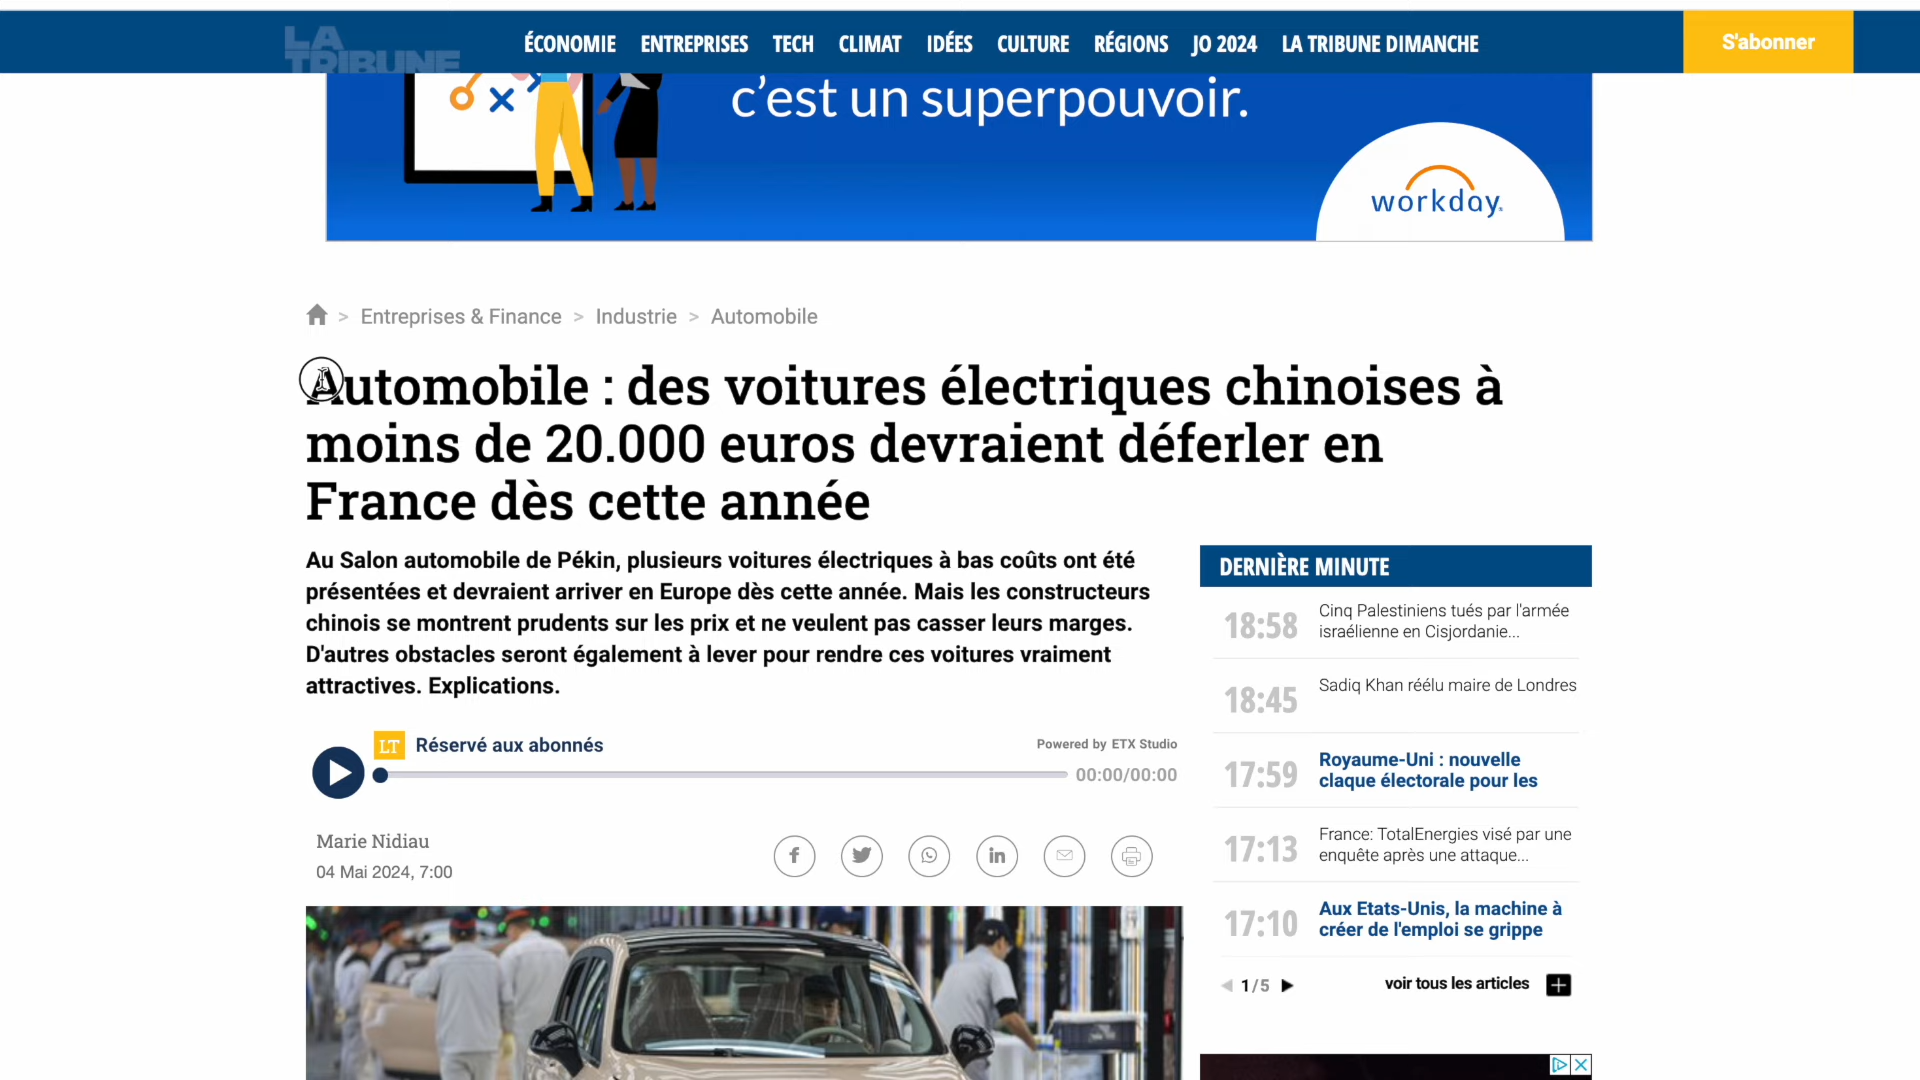 LA TRIBUNE
ÉCONOMIE ENTREPRISES TECH CLIMAT IDÉES CULTURE RÉGIONS JO 2024 LA TRIBUNE DIMANCHE
S'abonner
c’est un superpouvoir.
workday.
> Entreprises & Finance > Industrie > Automobile
Automobile : des voitures électriques chinoises à
moins de 20.000 euros devraient déferler en
France dès cette année
Au Salon automobile de Pékin, plusieurs voitures électriques à bas coûts ont été
présentées et devraient arriver en Europe dès cette année. Mais les constructeurs
chinois se montrent prudents sur les prix et ne veulent pas casser leurs marges.
D'autres obstacles seront également à lever pour rendre ces voitures vraiment
attractives. Explications.
LT Réservé aux abonnés
Powered by ETX Studio
00:00/00:00
Marie Nidiau
04 Mai 2024, 7:00
DERNIÈRE MINUTE
18:58 Cinq Palestiniens tués par l'armée
israélienne en Cisjordanie...
18:45 Sadiq Khan réélu maire de Londres
17:59 Royaume-Uni : nouvelle
claque électorale pour les
17:13 France: TotalEnergies visé par une
enquête après une attaque...
17:10 Aux Etats-Unis, la machine à
créer de l'emploi se grippe
1/5
voir tous les articles